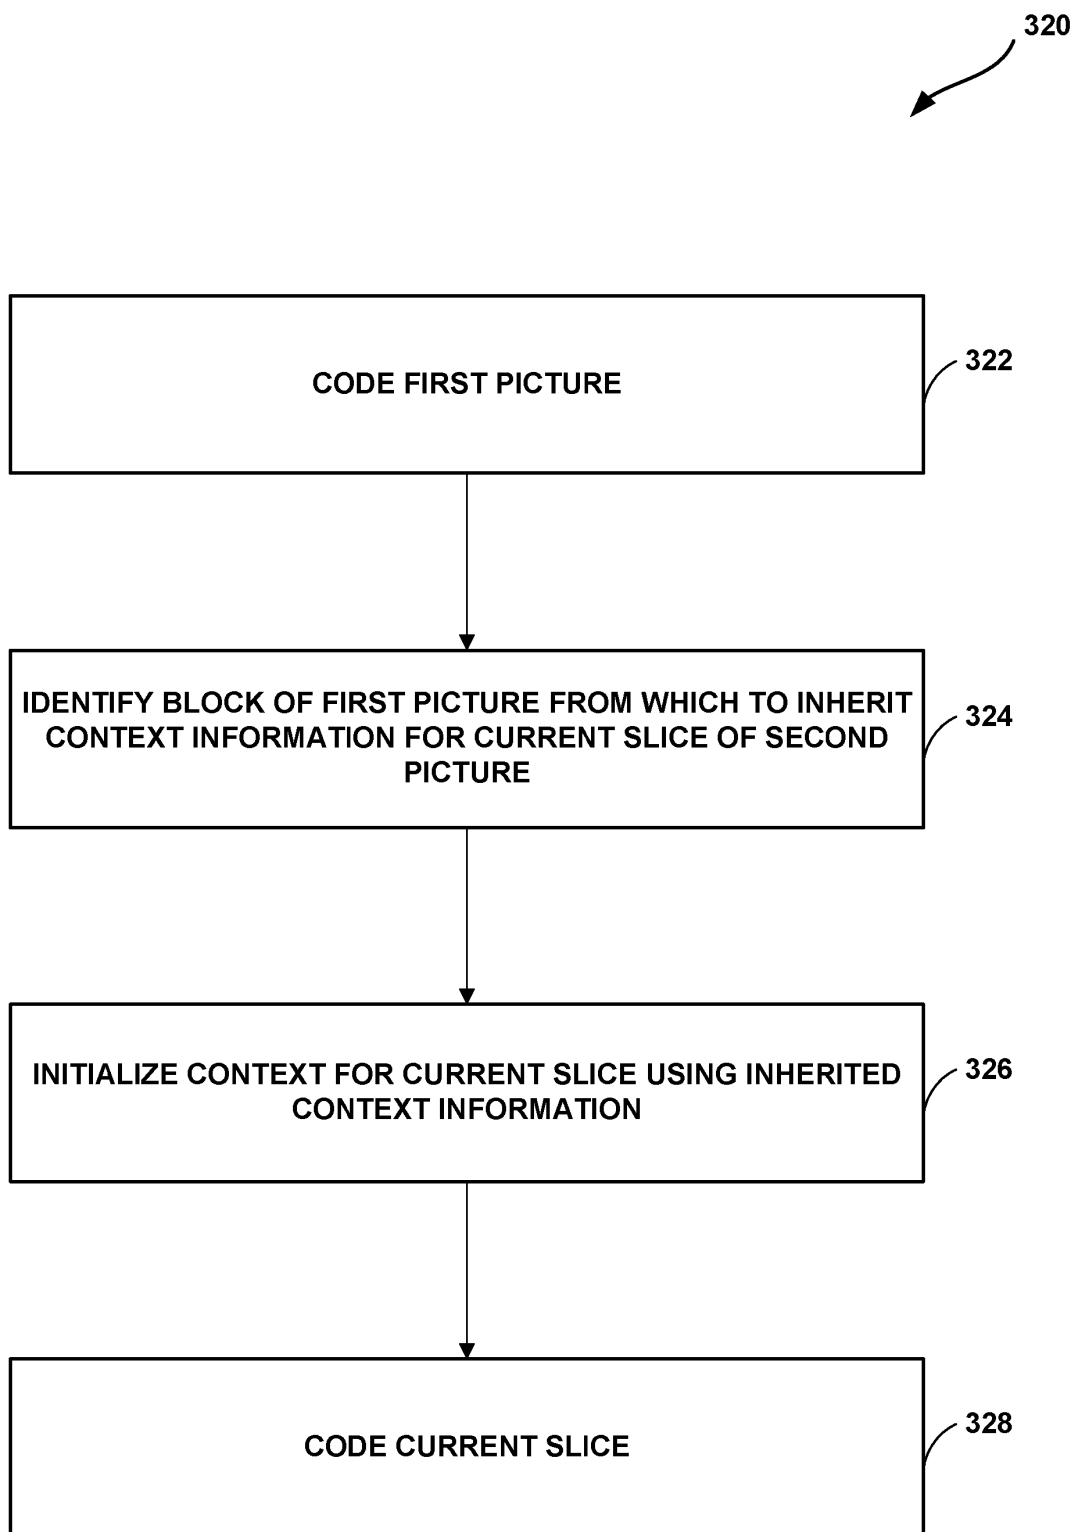 320
CODE FIRST PICTURE
322
IDENTIFY BLOCK OF FIRST PICTURE FROM WHICH TO INHERIT
CONTEXT INFORMATION FOR CURRENT SLICE OF SECOND
PICTURE
324
INITIALIZE CONTEXT FOR CURRENT SLICE USING INHERITED
CONTEXT INFORMATION
326
CODE CURRENT SLICE
328